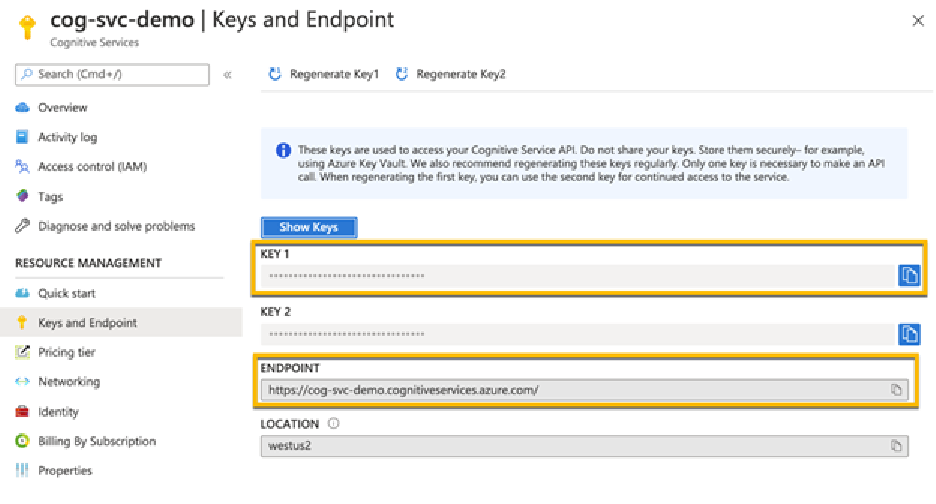 cog-svc-demo | Keys and Endpoint
Cognitive Services
Search (Cmd+/)
«
Regenerate Key1
Regenerate Key2
Overview
Activity log
Access control (IAM)
Tags
Diagnose and solve problems
RESOURCE MANAGEMENT
Quick start
Keys and Endpoint
Pricing tier
Networking
Identity
Billing By Subscription
Properties
These keys are used to access your Cognitive Service API. Do not share your keys. Store them securely– for example,
using Azure Key Vault. We also recommend regenerating these keys regularly. Only one key is necessary to make an API
call. When regenerating the first key, you can use the second key for continued access to the service.
Show Keys
KEY 1
KEY 2
ENDPOINT
https://cog-svc-demo.cognitiveservices.azure.com/
LOCATION
westus2